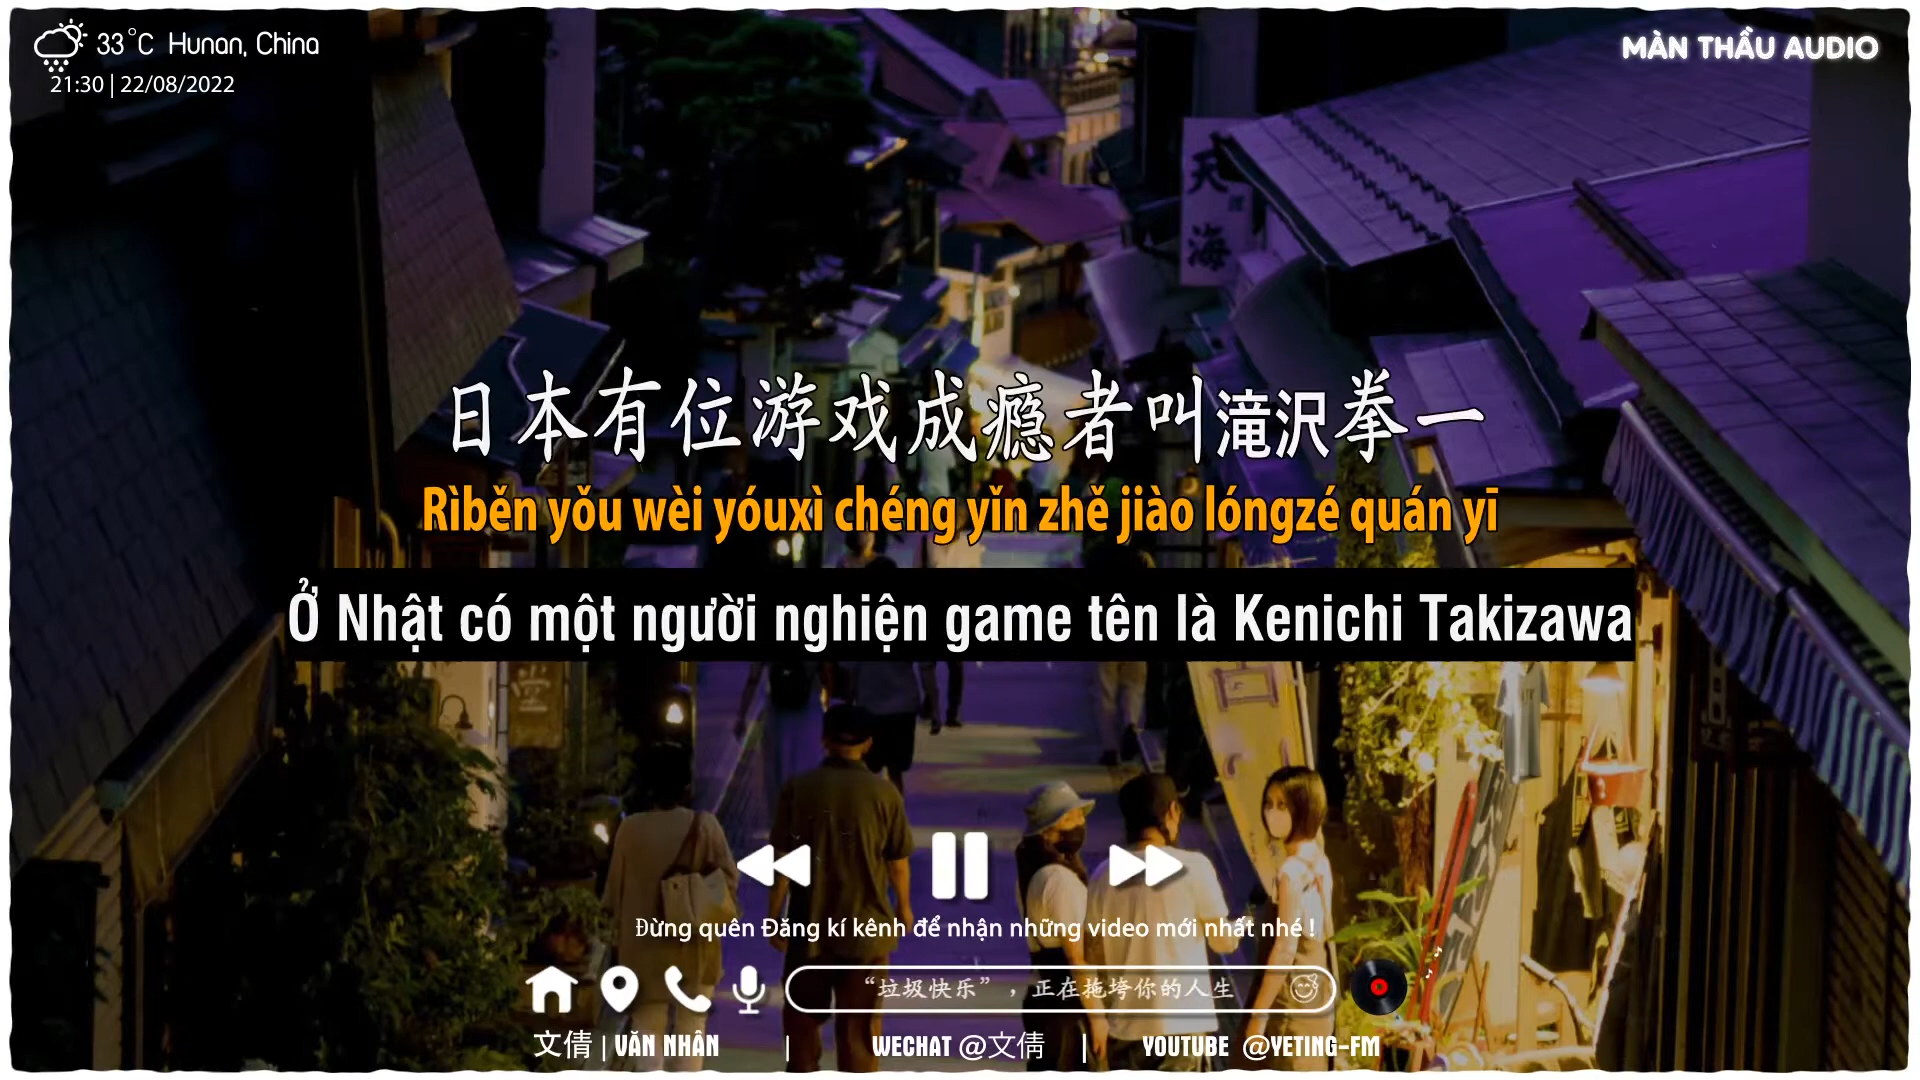 33°C Hunan, China
21:30 | 22/08/2022
MÀN THẦU AUDIO
天
海
日本有位游戏成瘾者叫滝沢拳一
Rìběn yǒu wèi yóuxì chéng yǐn zhě jiào lóngzé quán yī
Ở Nhật có một người nghiện game tên là Kenichi Takizawa
Đừng quên Đăng kí kênh để nhận những video mới nhất nhé !
“垃圾快乐”，正在拖垮你的人生
文倩 | VĂN NHÂN | WECHAT @文倩 | YOUTUBE @YETING-FM